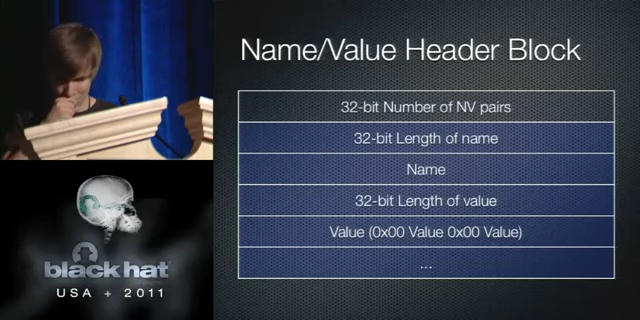 Name/Value Header Block
32-bit Number of NV pairs
32-bit Length of name
Name
32-bit Length of value
Value (0x00 Value 0x00 Value)
...
black hat
USA + 2011